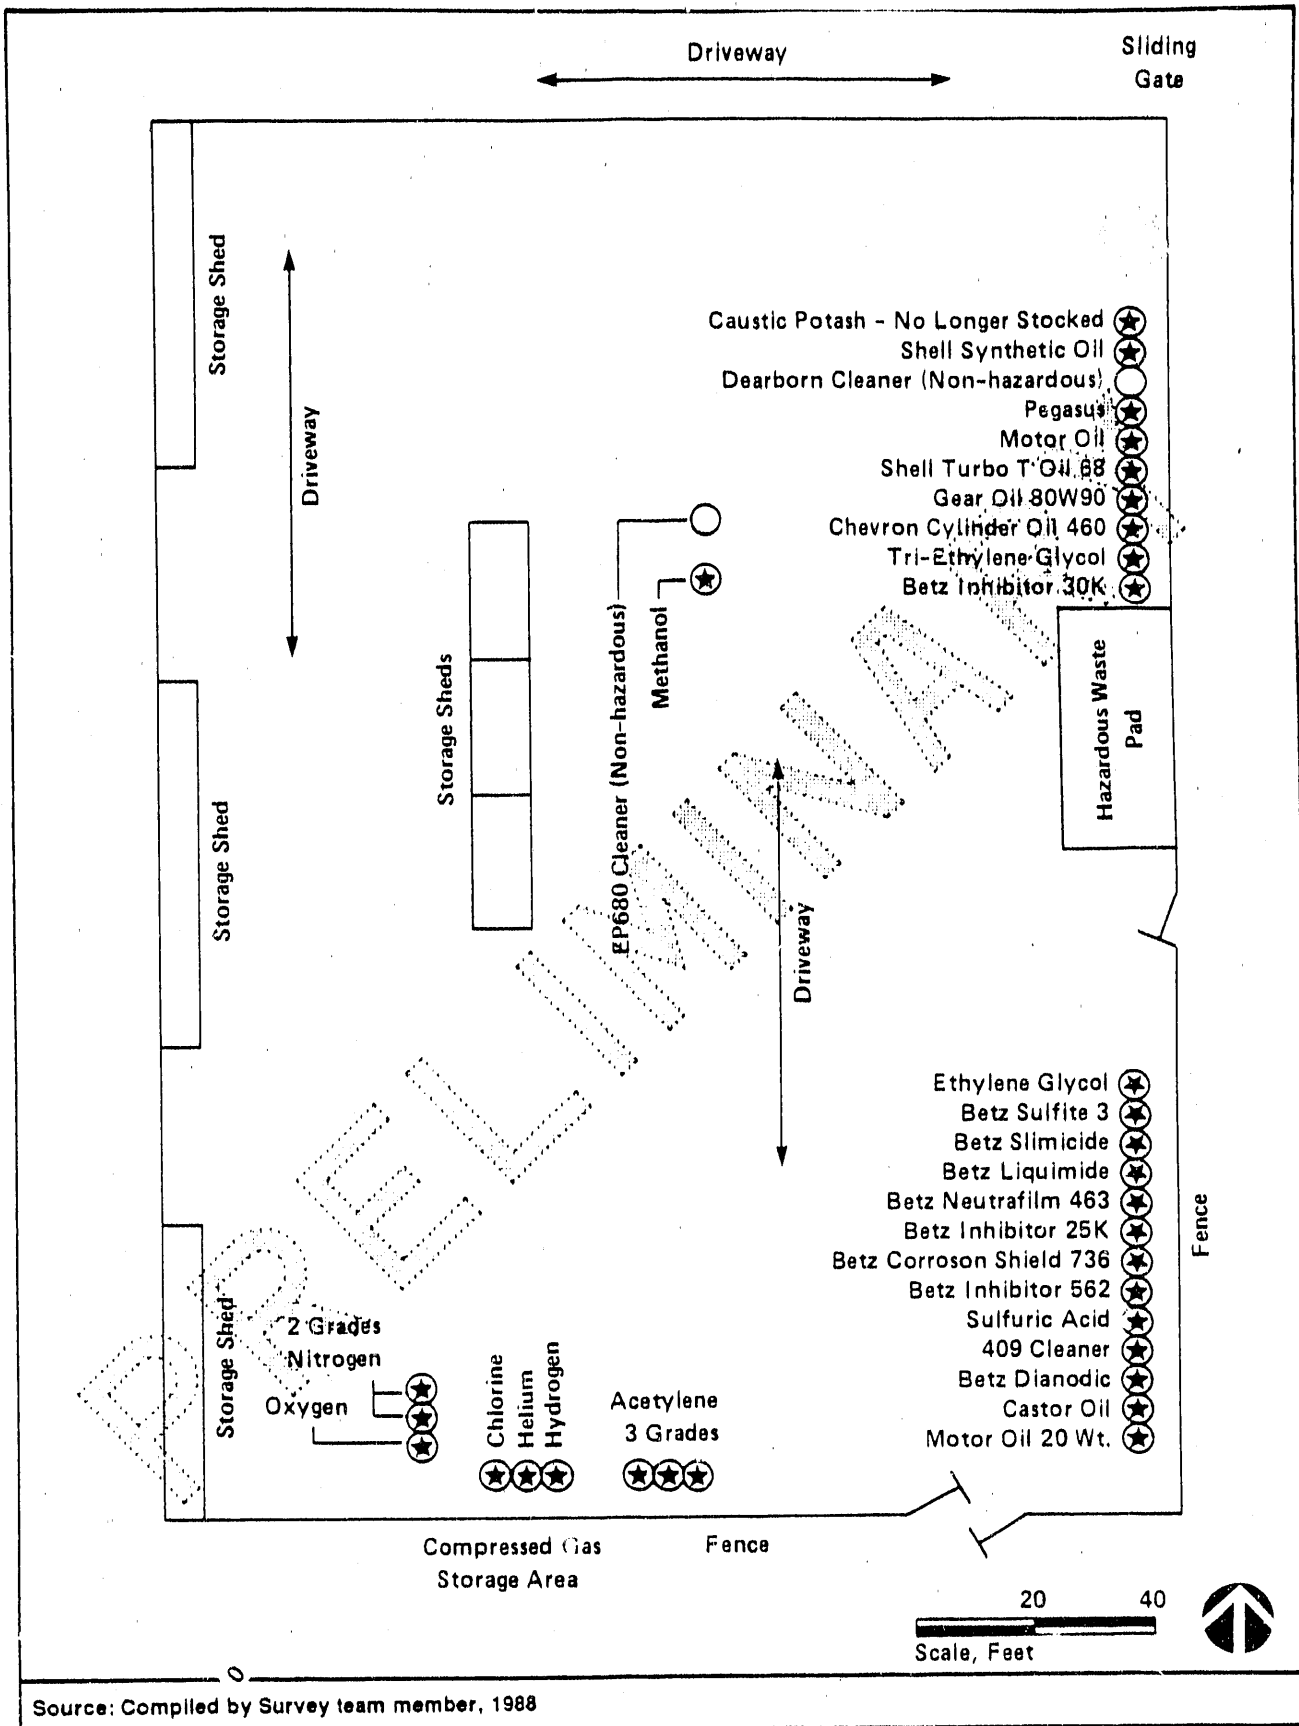 Driveway
Sliding
Gate
Storage Shed
Driveway
Caustic Potash - No Longer Stocked
Shell Synthetic Oil
Dearborn Cleaner (Non-hazardous)
Pegasus
Motor Oil
Shell Turbo T Oil 68
Gear Oil 80W90
Chevron Cylinder Oil 460
Tri-Ethylene Glycol
Betz Inhibitor 30K
Storage Sheds
EP680 Cleaner (Non-hazardous)
Methanol
Hazardous Waste
Pad
Storage Shed
Driveway
PRELIMINARY
Ethylene Glycol
Betz Sulfite 3
Betz Slimicide
Betz Liquimide
Betz Neutrafilm 463
Betz Inhibitor 25K
Betz Corroson Shield 736
Betz Inhibitor 562
Sulfuric Acid
409 Cleaner
Betz Dianodic
Castor Oil
Motor Oil 20 Wt.
Fence
Storage Shed
2 Grades
Nitrogen
Oxygen
Chlorine
Helium
Hydrogen
Acetylene
3 Grades
Compressed Gas
Storage Area
Fence
20 40
Scale, Feet
Source: Compiled by Survey team member, 1988